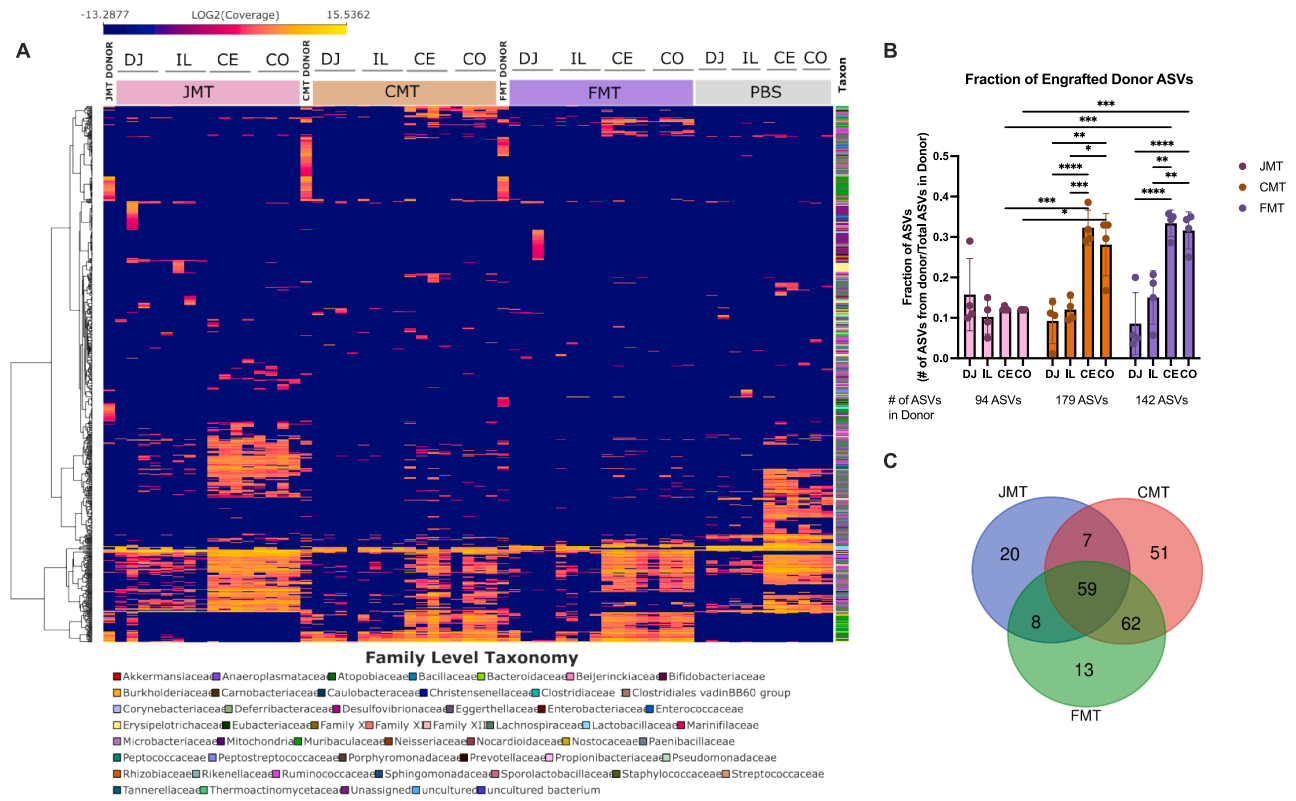 -13.2877 LOG2(Coverage) 15.5362
A
DJ IL CE CO DJ IL CE CO DJ IL CE CO DJ IL CE CO
JMT DONOR CMT DONOR FMT DONOR Taxon
JMT CMT FMT PBS
Family Level Taxonomy
Akkermansiaceae Anaeroplasmataceae Atopobiaceae Bacillaceae Bacteroidaceae Beijerinckiaceae Bifidobacteriaceae
Burkholderiaceae Carnobacteriaceae Caulobacteraceae Christensenellaceae Clostridiaceae 1 Clostridiales vadinBB60 group
Corynebacteriaceae Deferribacteraceae Desulfovibrionaceae Eggerthellaceae Enterobacteriaceae Enterococcaceae
Erysipelotrichaceae Eubacteriaceae Family XI Family XII Family XIII Lachnospiraceae Lactobacillaceae Marinifilaceae
Microbacteriaceae Mitochondria Muribaculaceae Neisseriaceae Nocardioidaceae Nostocaceae Paenibacillaceae
Peptococcaceae Peptostreptococcaceae Porphyromonadaceae Prevotellaceae Propionibacteriaceae Pseudomonadaceae
Rhizobiaceae Rikenellaceae Ruminococcaceae Sphingomonadaceae Sporolactobacillaceae Staphylococcaceae Streptococcaceae
Tannerellaceae Thermoactinomycetaceae Unassigned uncultured uncultured bacterium
B
Fraction of Engrafted Donor ASVs
Fraction of ASVs
(# of ASVs from donor/Total ASVs in Donor)
0.5
0.4
0.3
0.2
0.1
0.0
***
***
**
*
****
***
***
*
****
**
**
****
JMT
CMT
FMT
DJ IL CE CO DJ IL CE CO DJ IL CE CO
# of ASVs
in Donor
94 ASVs 179 ASVs 142 ASVs
C
JMT CMT
20 7 51
59
8 62
13
FMT